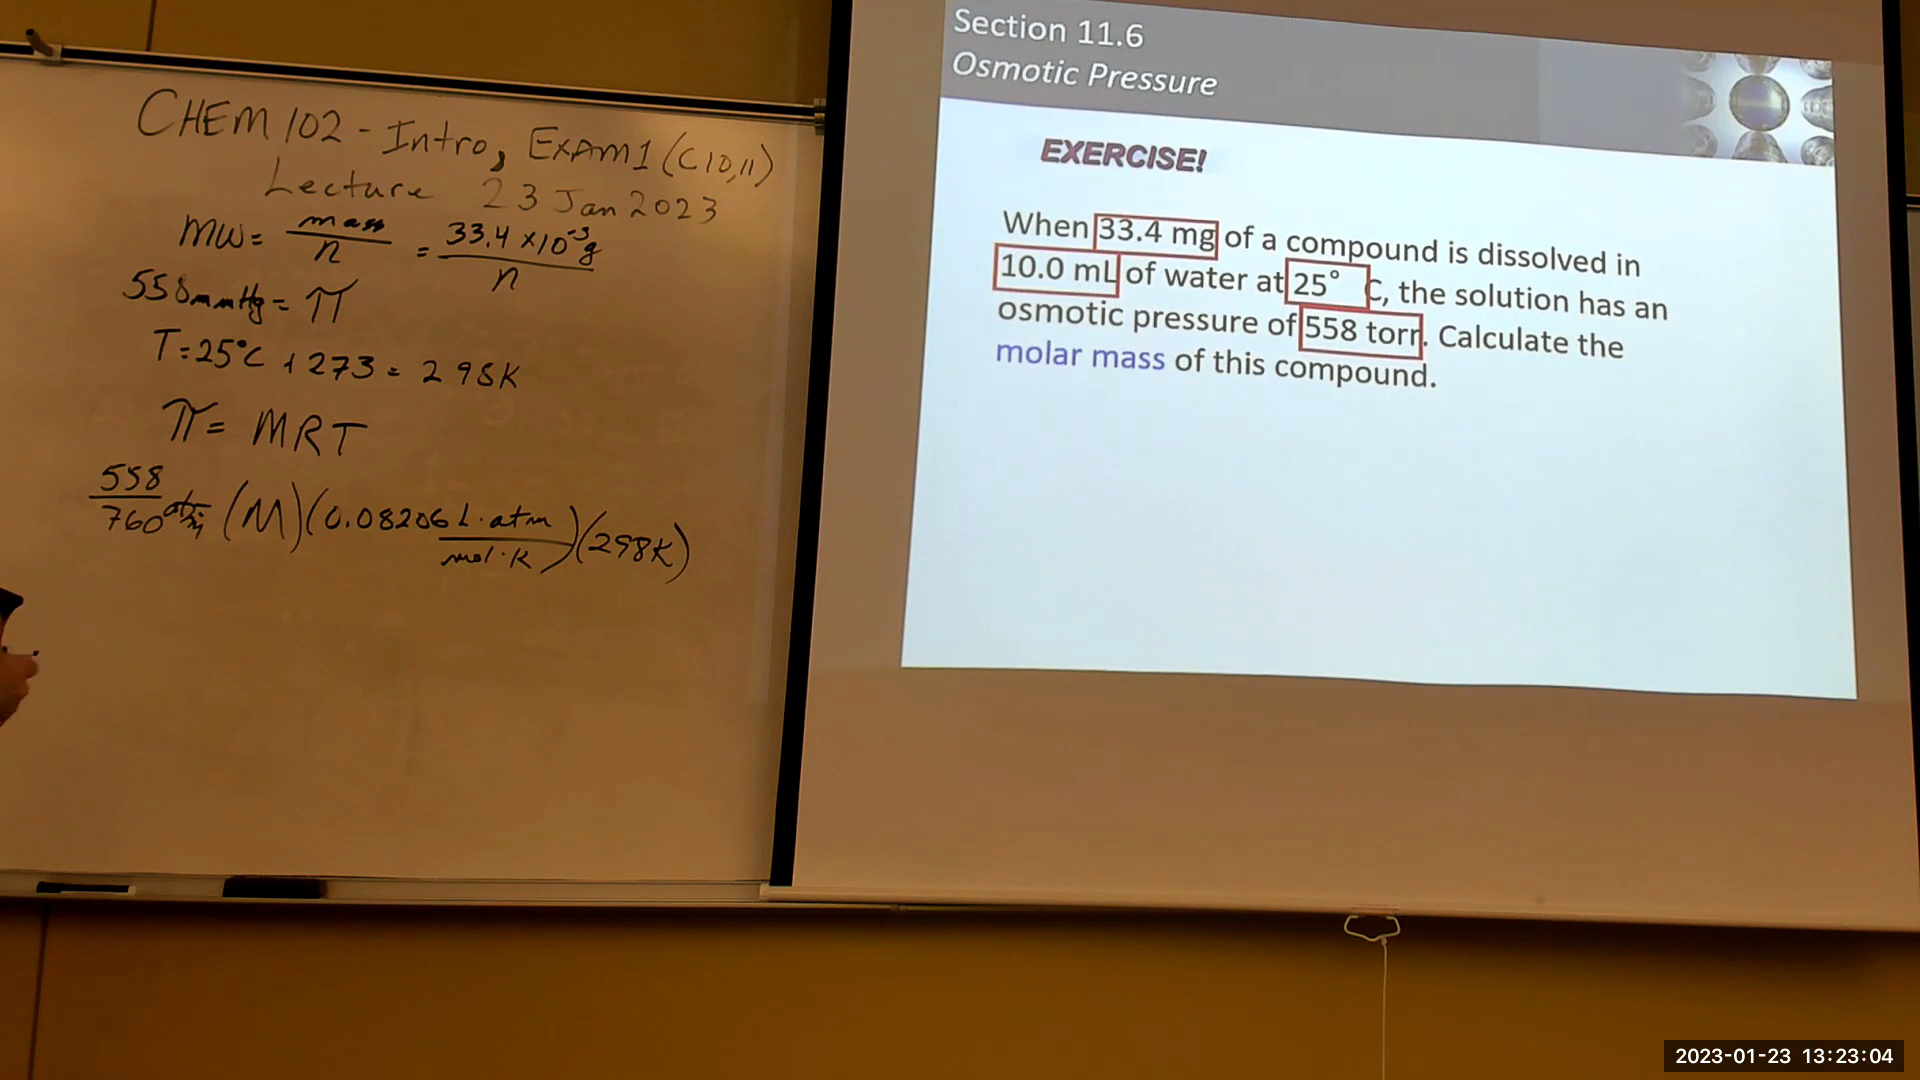 CHEM 102 - Intro, EXAM 1 (C10,11)
Lecture 23 Jan 2023
MW = mass / n = 33.4 × 10⁻³g / n
558mmHg = π
T = 25°C + 273 = 298K
π = MRT
558 / 760 atm (M)(0.08206 L·atm / mol·K)(298K)
Section 11.6
Osmotic Pressure
EXERCISE!
When 33.4 mg of a compound is dissolved in
10.0 mL of water at 25° C, the solution has an
osmotic pressure of 558 torr. Calculate the
molar mass of this compound.
2023-01-23 13:23:04